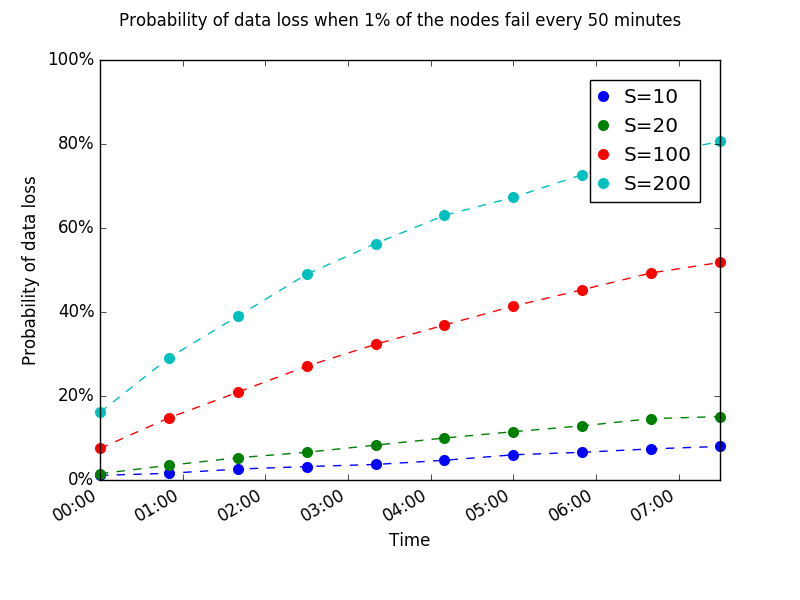 Probability of data loss when 1% of the nodes fail every 50 minutes
100%
80%
60%
40%
20%
0%
Probability of data loss
S=10
S=20
S=100
S=200
00:00
01:00
02:00
03:00
04:00
05:00
06:00
07:00
Time